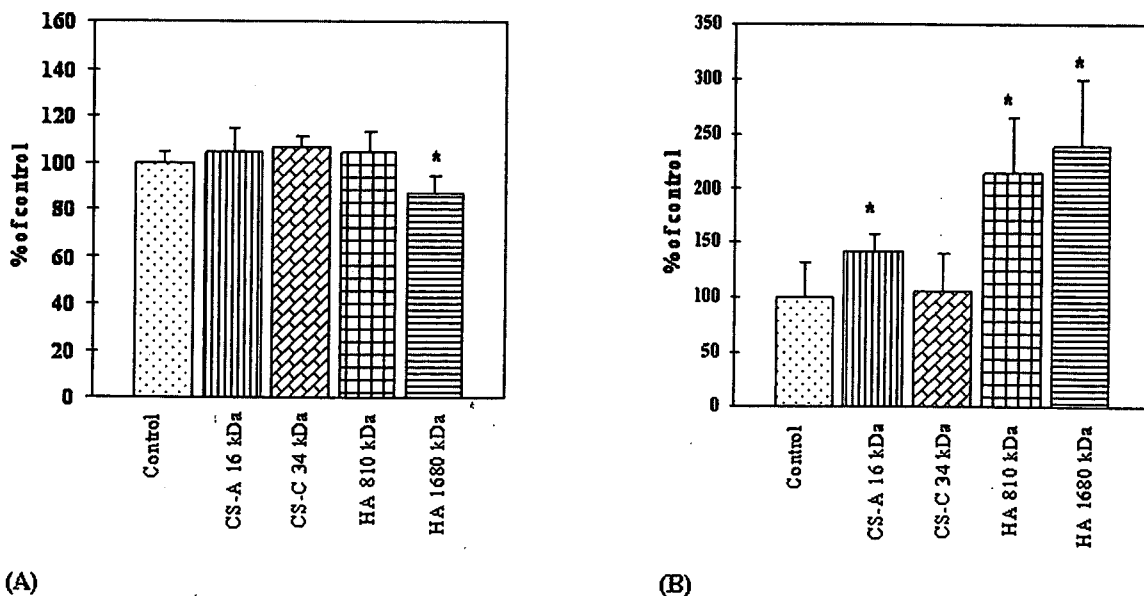 160
140
120
100
80
60
40
20
0
% of control
*
Control
CS-A 16 kDa
CS-C 34 kDa
HA 810 kDa
HA 1680 kDa
(A)
350
300
250
200
150
100
50
0
% of control
*
*
*
Control
CS-A 16 kDa
CS-C 34 kDa
HA 810 kDa
HA 1680 kDa
(B)